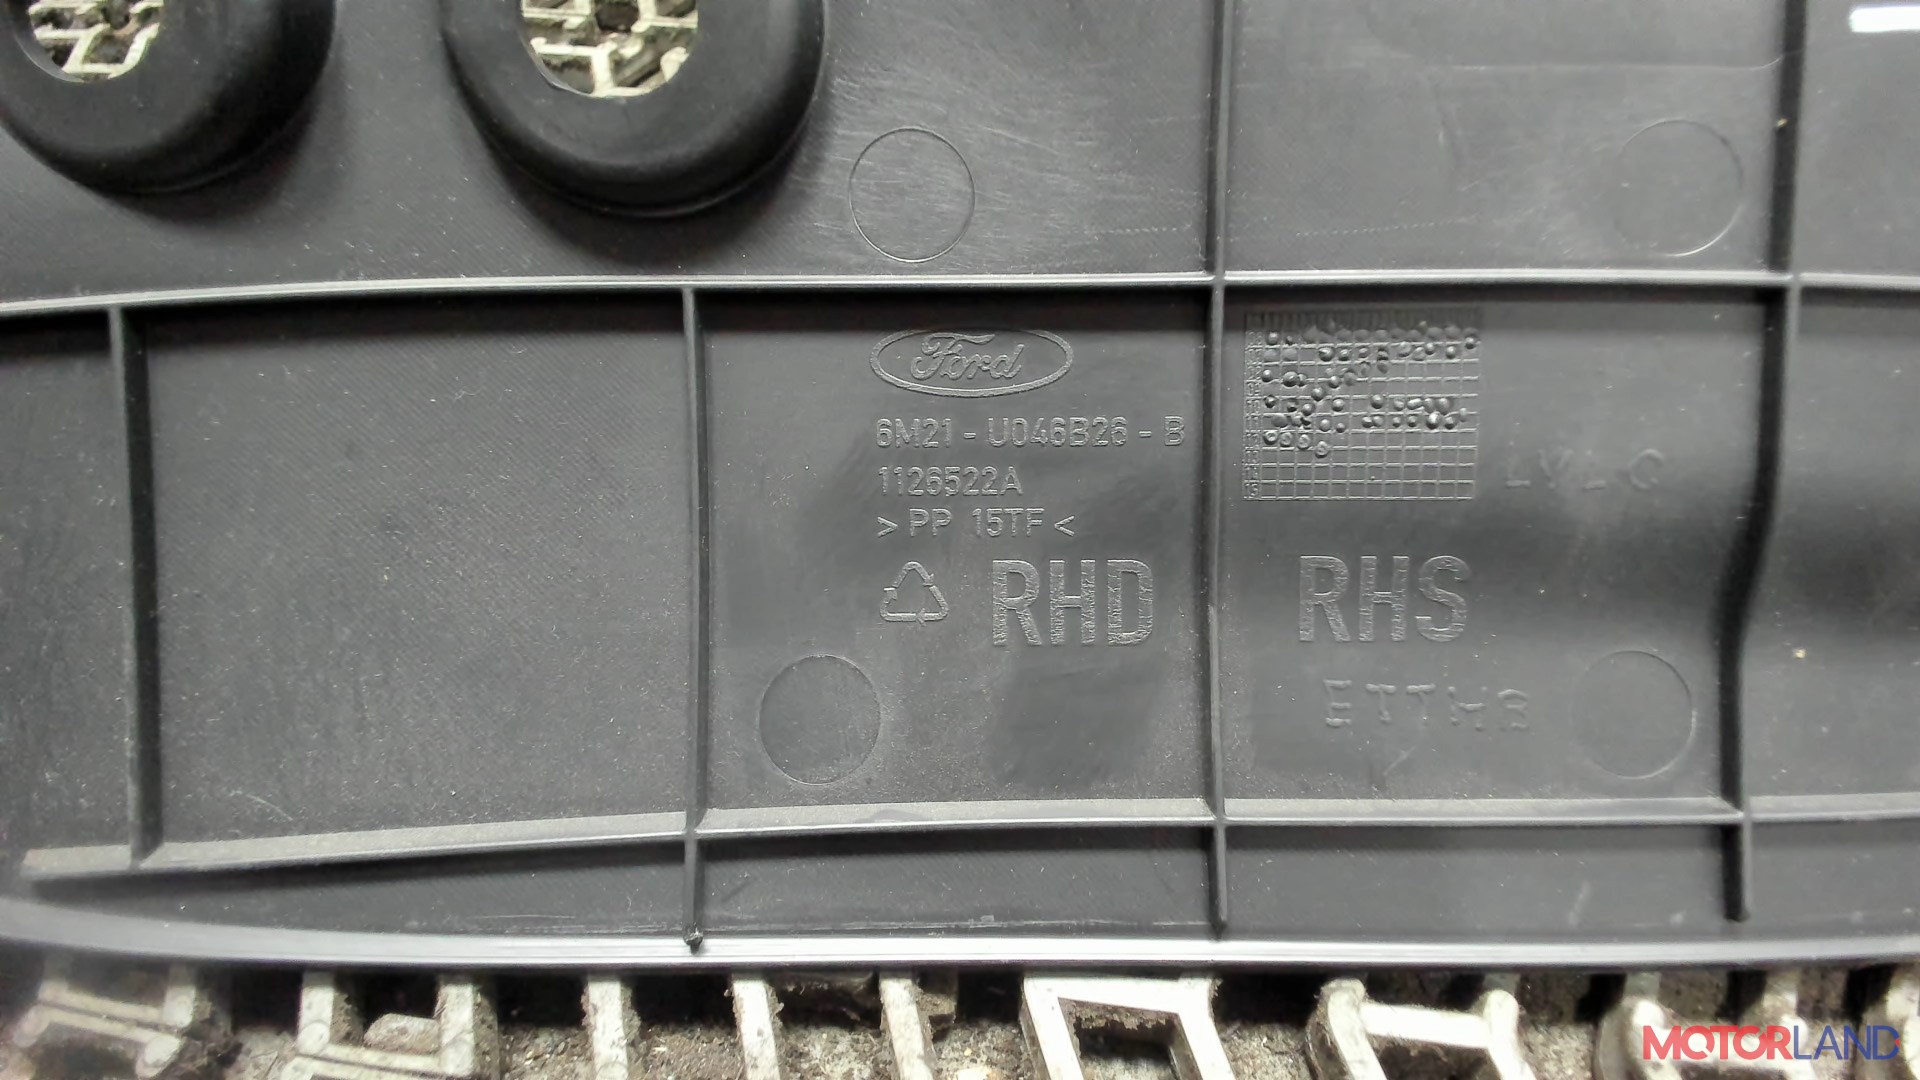 Ford
6M21 - U046B26 - B
1126522A
> PP 15TF <
RHD
RHS
MOTORLAND